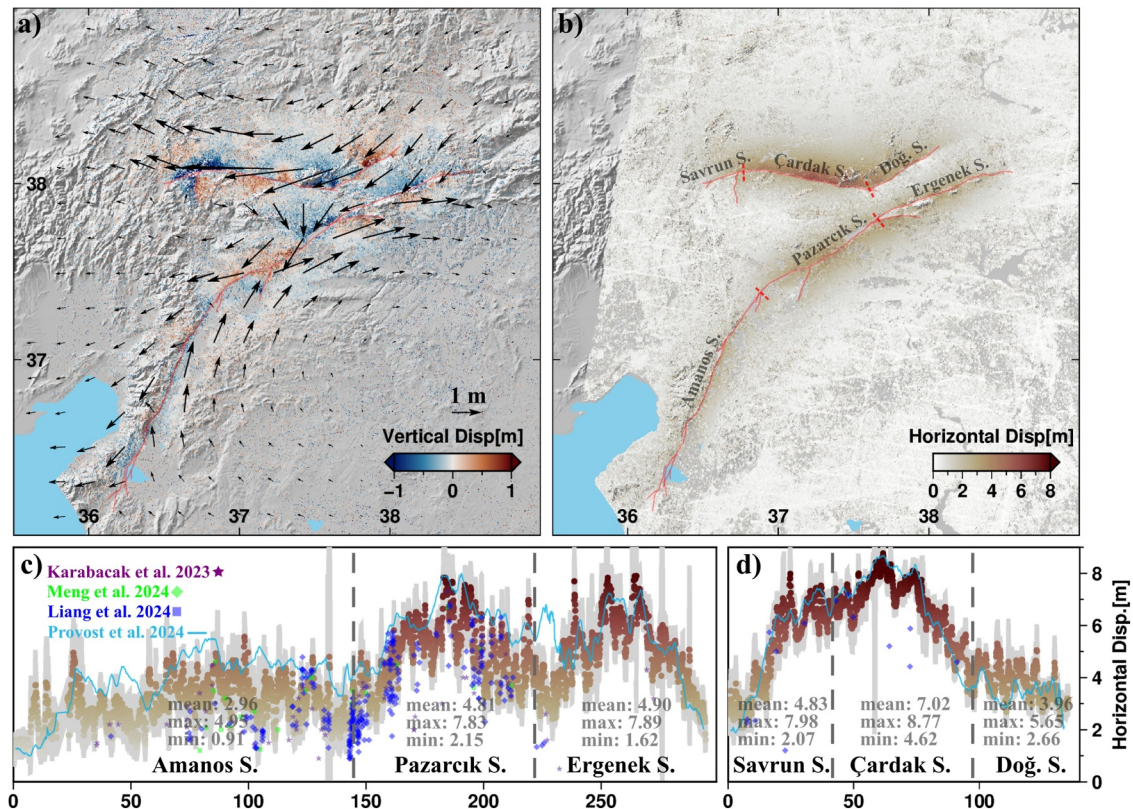 a)
38
37
36
37
38
1 m
Vertical Disp[m]
−1
0
1
b)
Savrun S.
Çardak S.
Doğ. S.
Ergenek S.
Pazarcık S.
Amanos S.
Horizontal Disp[m]
0
2
4
6
8
36
37
38
c)
Karabacak et al. 2023
Meng et al. 2024
Liang et al. 2024
Provost et al. 2024
mean: 2.96
max: 4.95
min: 0.91
mean: 4.81
max: 7.83
min: 2.15
mean: 4.90
max: 7.89
min: 1.62
Amanos S.
Pazarcık S.
Ergenek S.
0
50
100
150
200
250
d)
mean: 4.83
max: 7.98
min: 2.07
mean: 7.02
max: 8.77
min: 4.62
mean: 3.96
max: 5.65
min: 2.66
Savrun S.
Çardak S.
Doğ. S.
0
50
100
8
6
4
2
0
Horizontal Disp.[m]